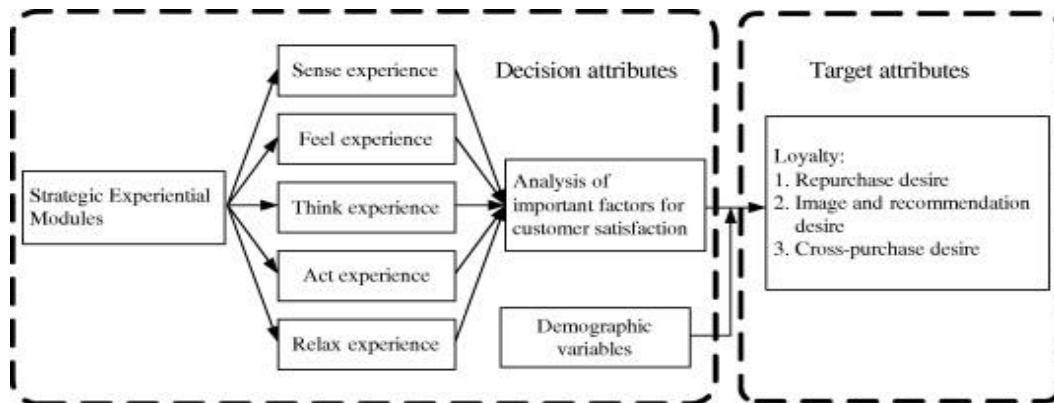 Decision attributes
Target attributes
Strategic Experiential
Modules
Sense experience
Feel experience
Think experience
Act experience
Relax experience
Analysis of
important factors for
customer satisfaction
Demographic
variables
Loyalty:
1. Repurchase desire
2. Image and recommendation
desire
3. Cross-purchase desire